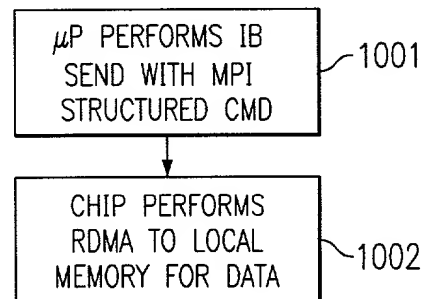 μP PERFORMS IB
SEND WITH MPI
STRUCTURED CMD
1001
CHIP PERFORMS
RDMA TO LOCAL
MEMORY FOR DATA
1002